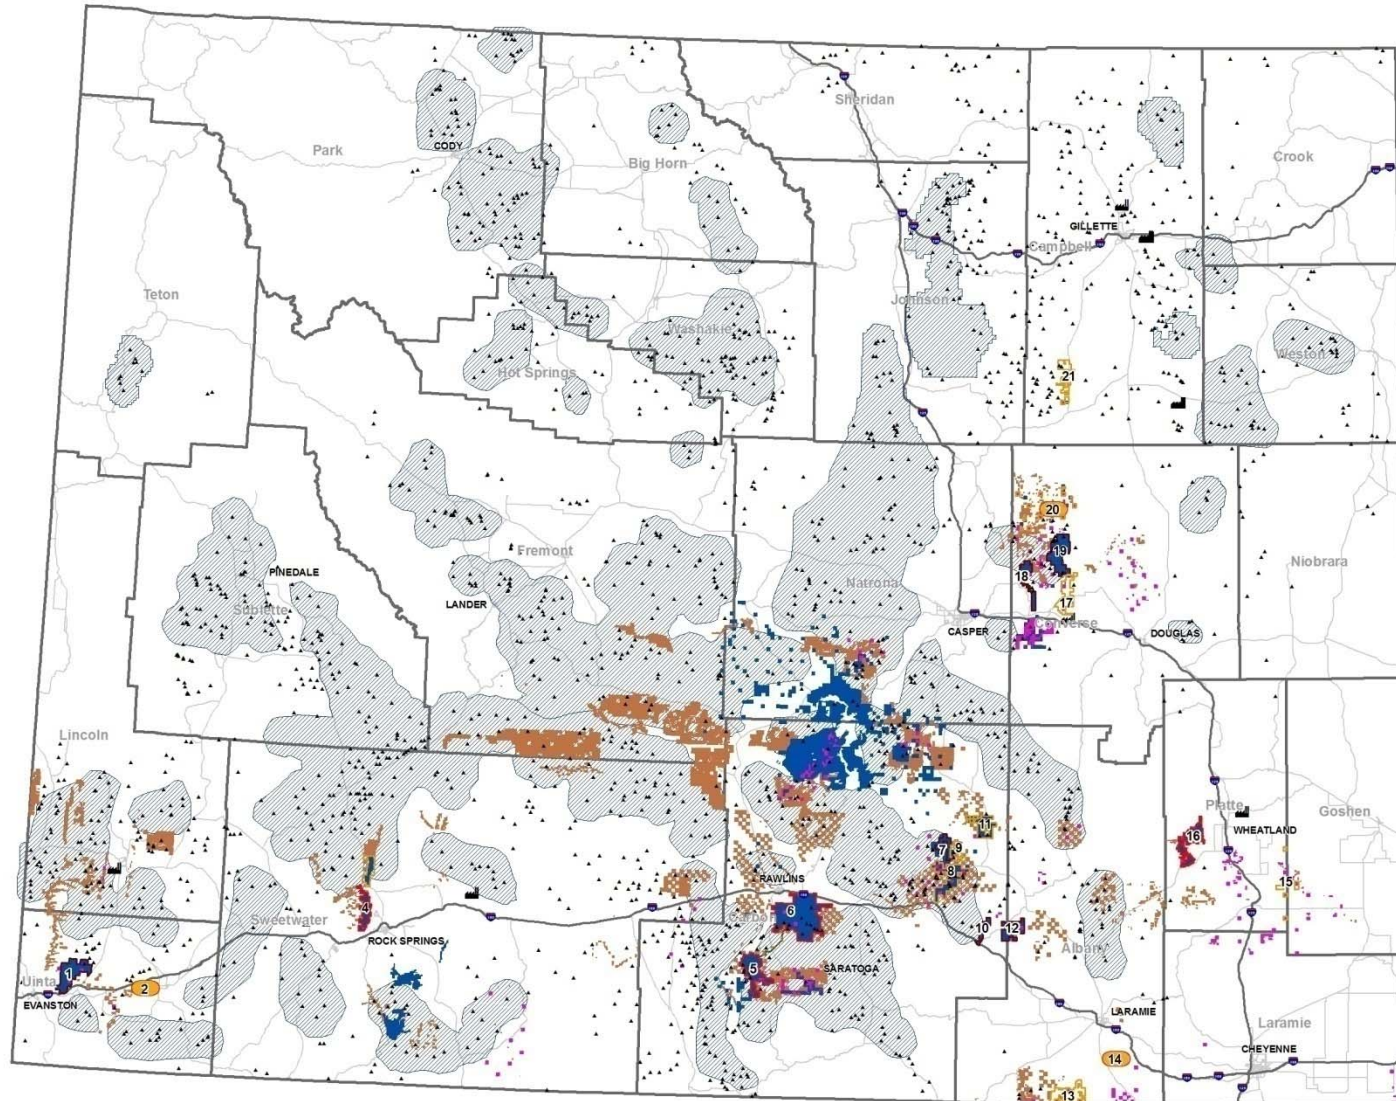 Sheridan
Park
CODY
Big Horn
Crook
GILLETTE
Campbell
Teton
Johnson
Washakie
Weston
Hot Springs
21
20
19
Fremont
Niobrara
PINEDALE
18
Natrona
LANDER
Sublette
17
CASPER
Converse
DOUGLAS
Lincoln
Platte
Goshen
11
WHEATLAND
16
7
9
8
RAWLINS
15
4
6
Carbon
Sweetwater
10
12
ROCK SPRINGS
Albany
5
SARATOGA
1
Uinta
2
EVANSTON
LARAMIE
Laramie
CHEYENNE
14
13